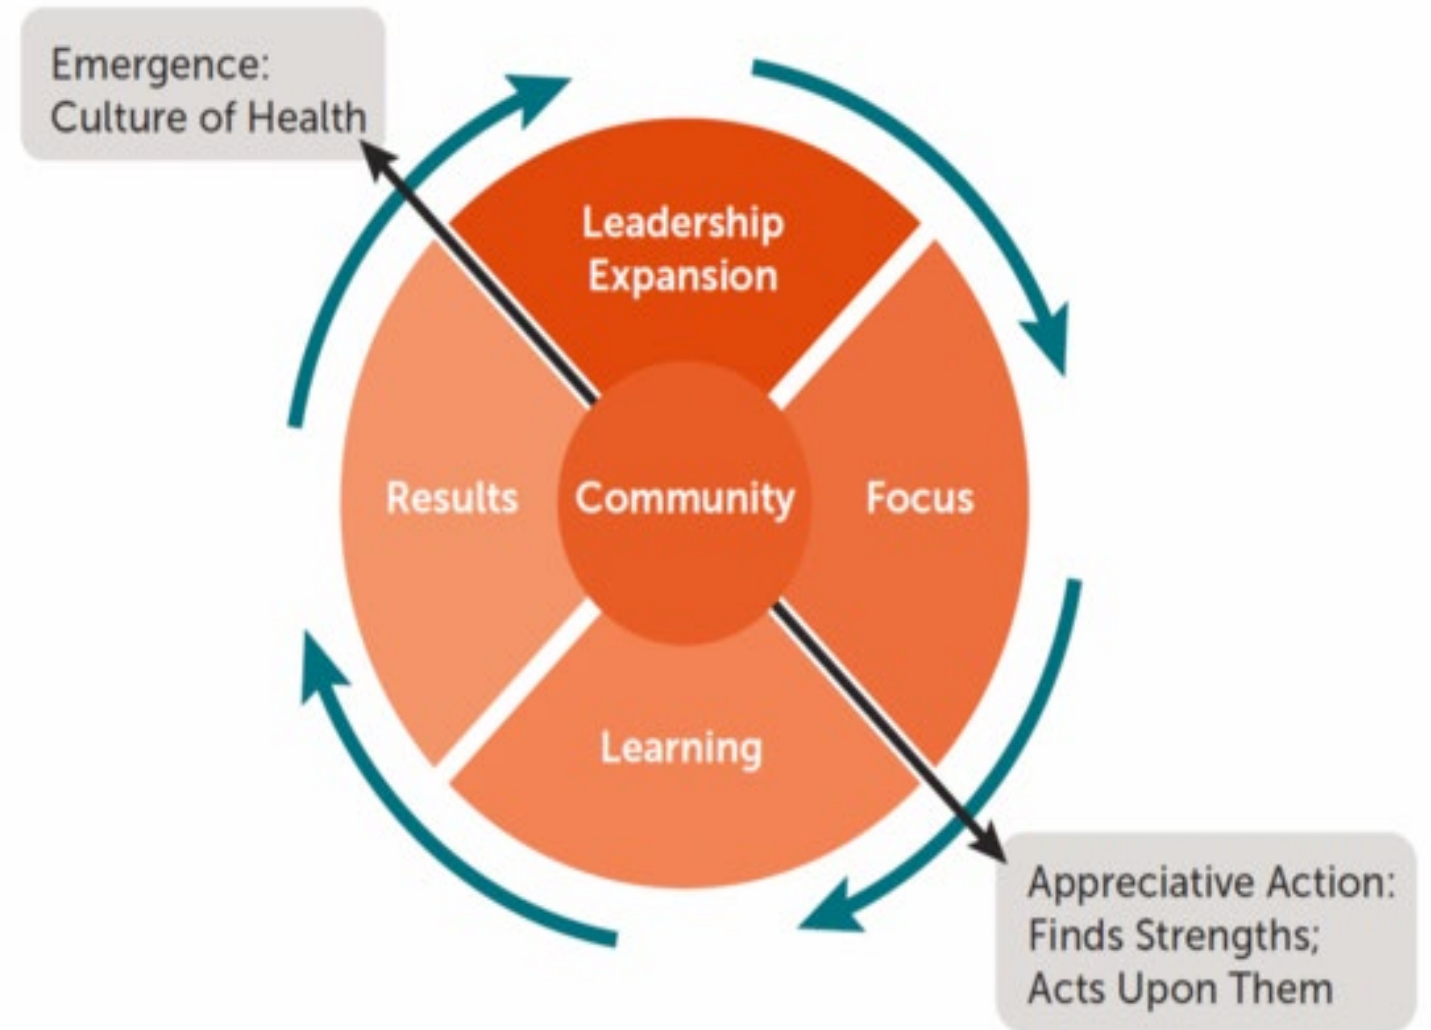 Emergence:
Culture of Health
Leadership
Expansion
Results
Community
Focus
Learning
Appreciative Action:
Finds Strengths;
Acts Upon Them